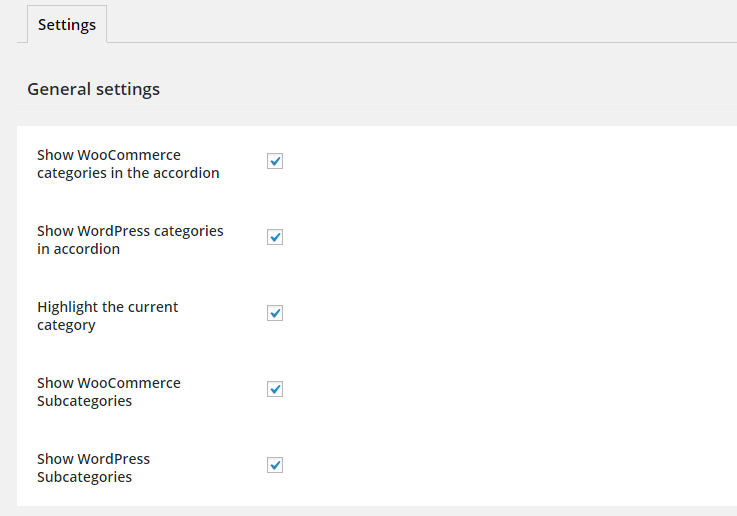 Settings
General settings
Show WooCommerce
categories in the accordion
Show WordPress categories
in accordion
Highlight the current
category
Show WooCommerce
Subcategories
Show WordPress
Subcategories